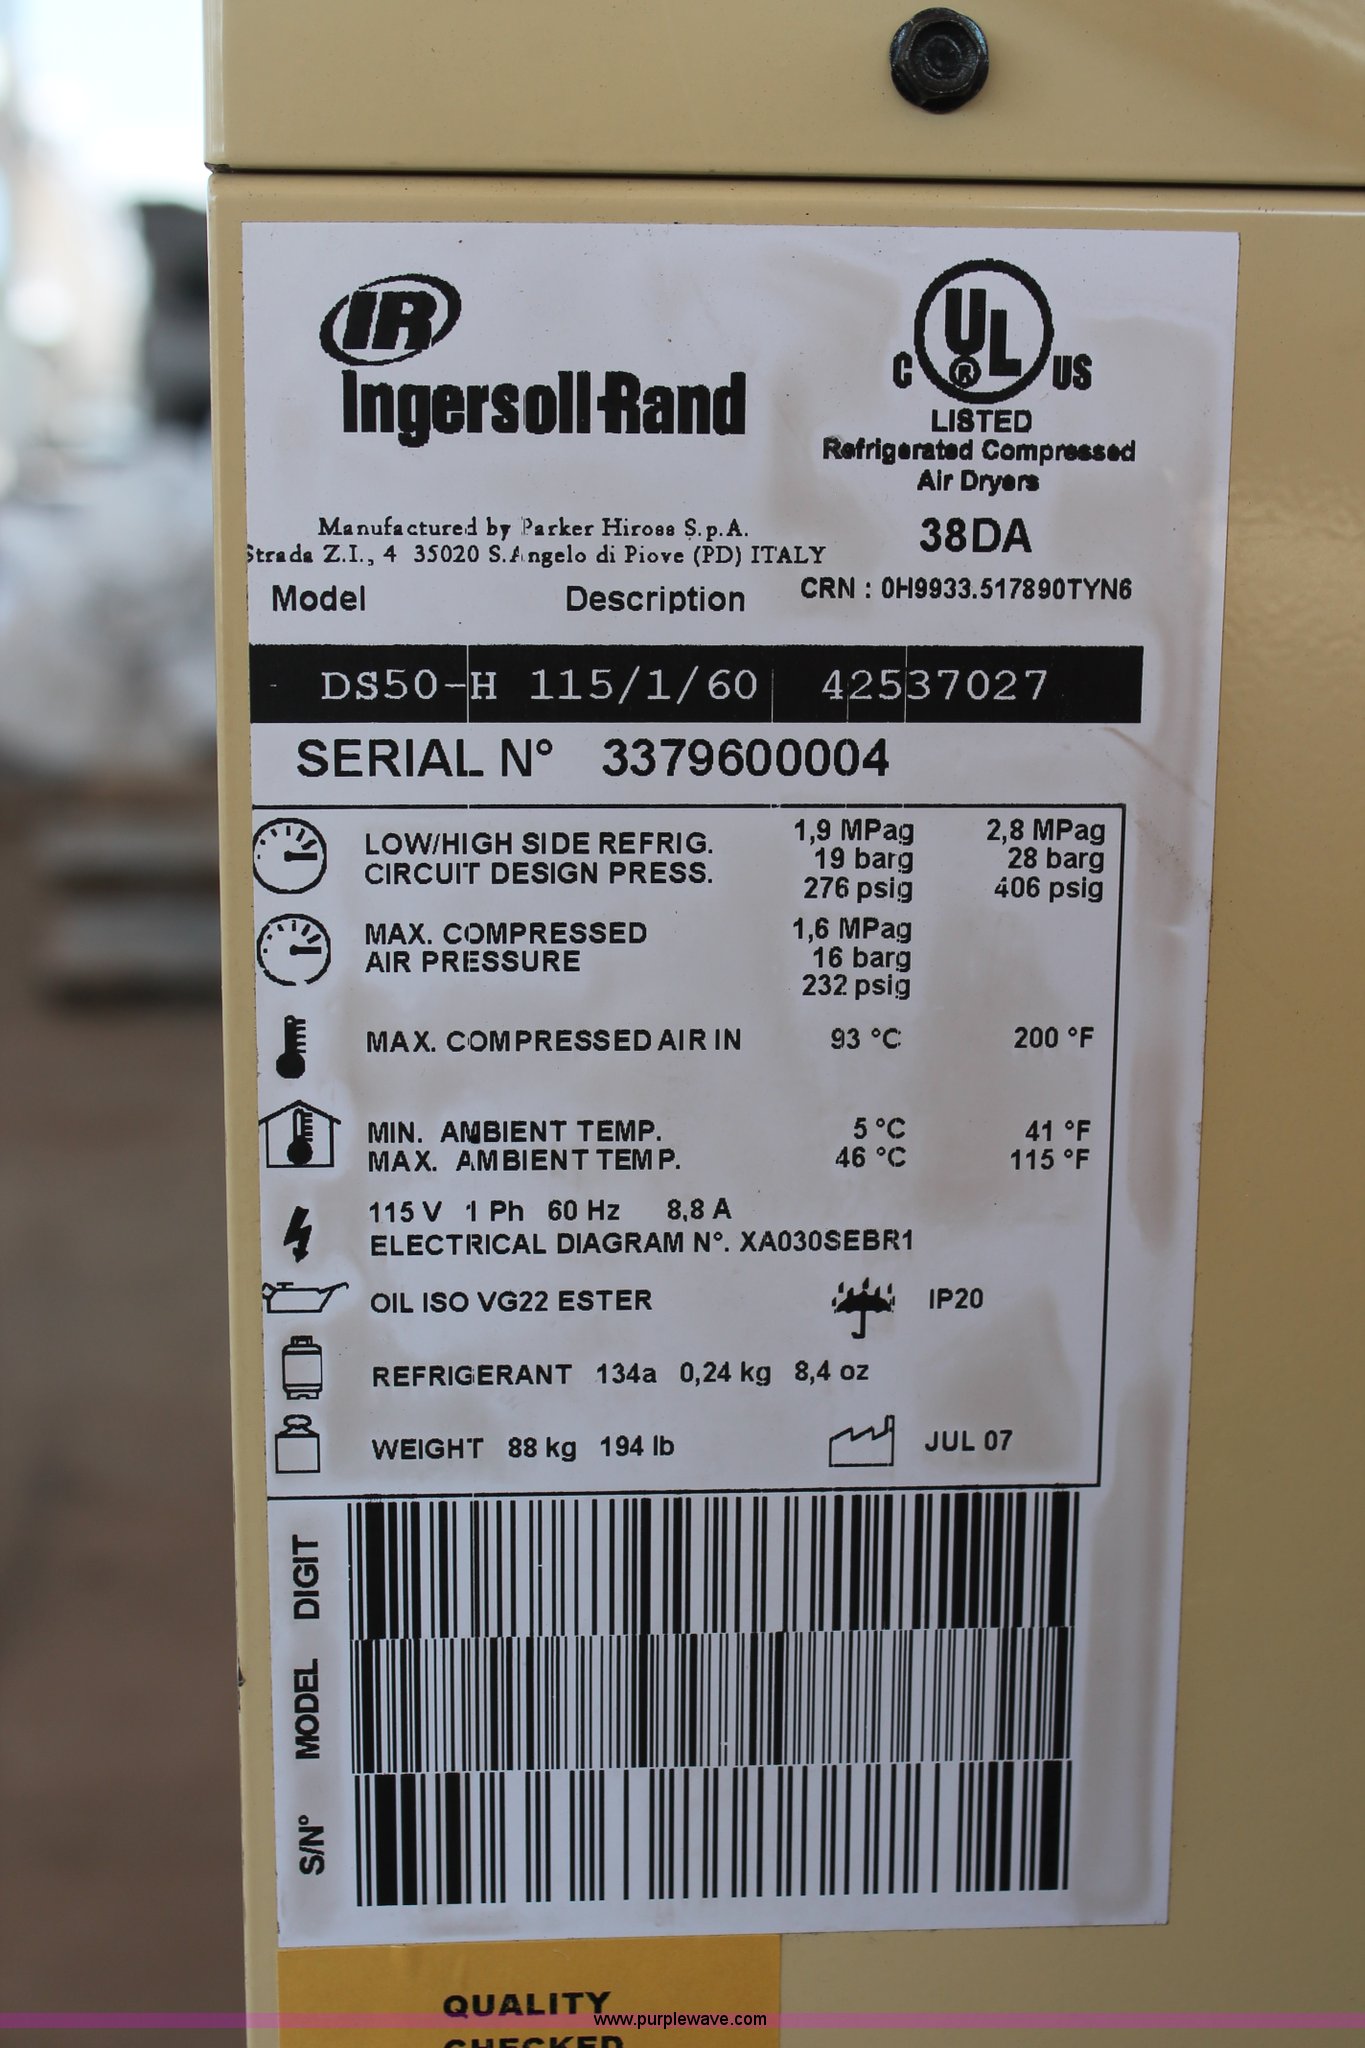 IR
Ingersoll-Rand
C UL® US
LISTED
Refrigerated Compressed
Air Dryers
38DA
Manufactured by Parker Hiross S.p.A.
Strada Z.I., 4 35020 S.Angelo di Piove (PD) ITALY
Model Description CRN : 0H9933.517890TYN6
DS50-H 115/1/60 42537027
SERIAL N° 3379600004
LOW/HIGH SIDE REFRIG. 1,9 MPag 2,8 MPag
CIRCUIT DESIGN PRESS. 19 barg 28 barg
276 psig 406 psig
MAX. COMPRESSED 1,6 MPag
AIR PRESSURE 16 barg
232 psig
MAX. COMPRESSED AIR IN 93 °C 200 °F
MIN. AMBIENT TEMP. 5 °C 41 °F
MAX. AMBIENT TEMP. 46 °C 115 °F
115 V 1 Ph 60 Hz 8,8 A
ELECTRICAL DIAGRAM N°. XA030SEBR1
OIL ISO VG22 ESTER IP20
REFRIGERANT 134a 0,24 kg 8,4 oz
WEIGHT 88 kg 194 lb JUL 07
DIGIT
MODEL
S/N°
QUALITY
www.purplewave.com
CHECKED